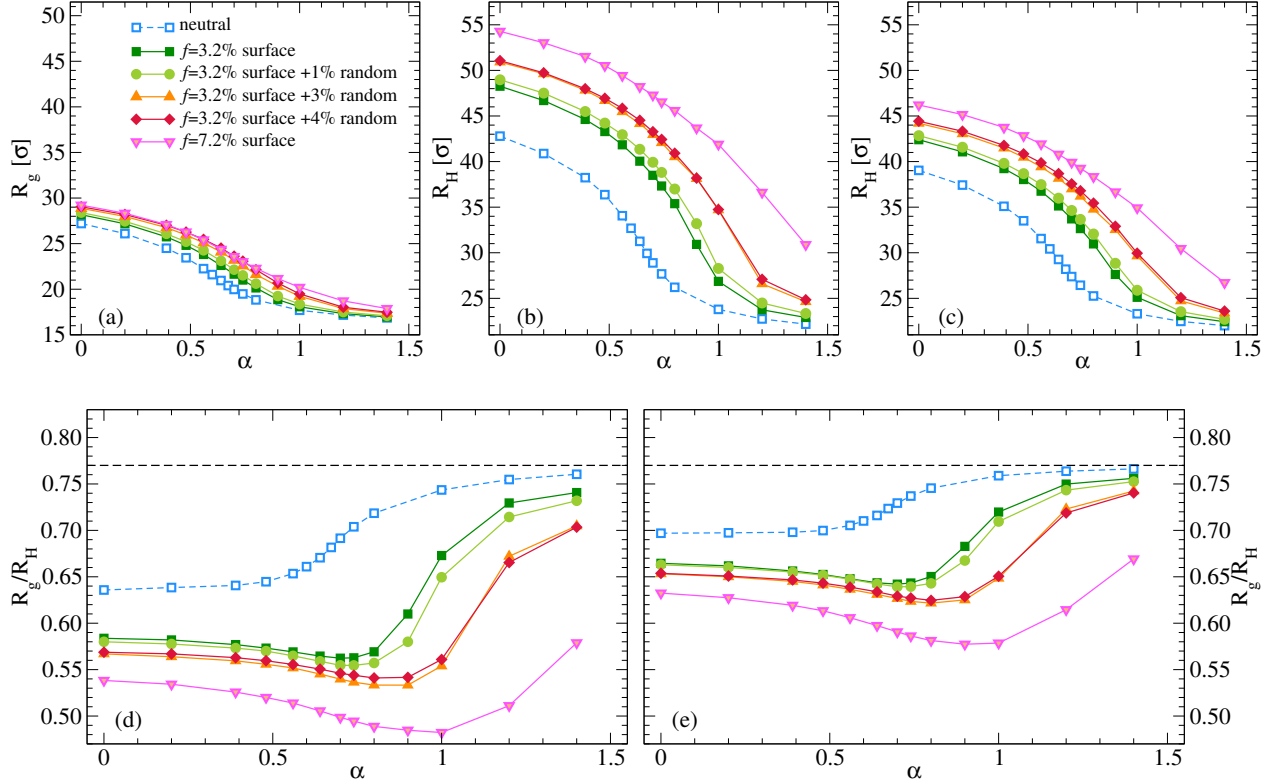 50
45
40
35
30
25
20
15
R_g [σ]
neutral
f=3.2% surface
f=3.2% surface +1% random
f=3.2% surface +3% random
f=3.2% surface +4% random
f=7.2% surface
(a)
0 0.5 1 1.5
α
55
50
45
40
35
30
25
R_H [σ]
(b)
0 0.5 1 1.5
α
55
50
45
40
35
30
25
R_H [σ]
(c)
0 0.5 1 1.5
α
0.80
0.75
0.70
0.65
0.60
0.55
0.50
R_g/R_H
(d)
0 0.5 1 1.5
α
(e)
0 0.5 1 1.5
α
0.80
0.75
0.70
0.65
0.60
0.55
0.50
R_g/R_H